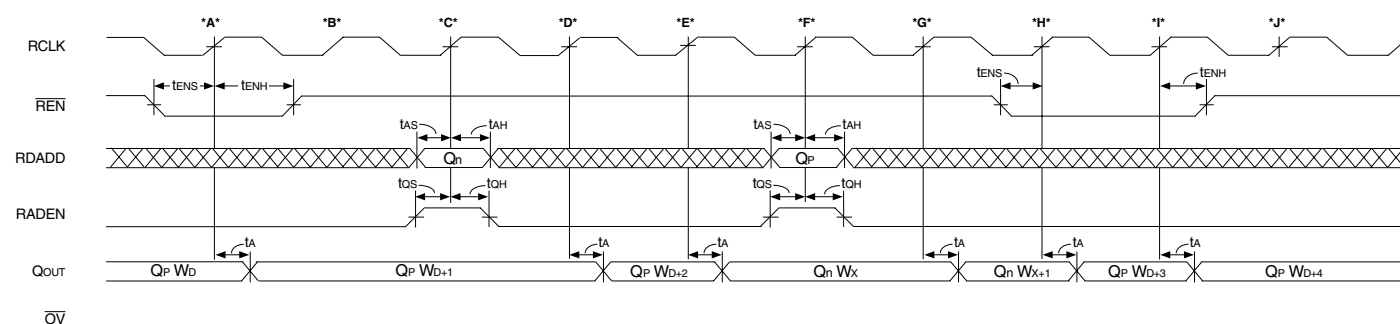 *A* *B* *C* *D* *E* *F* *G* *H* *I* *J*
RCLK
tENS tENH tENS tENH
REN
tAS tAH tAS tAH
RDADD Qn QP
tQS tQH tQS tQH
RADEN
tA tA tA tA tA tA
QOUT QP WD QP WD+1 QP WD+2 Qn WX Qn WX+1 QP WD+3 QP WD+4
OV